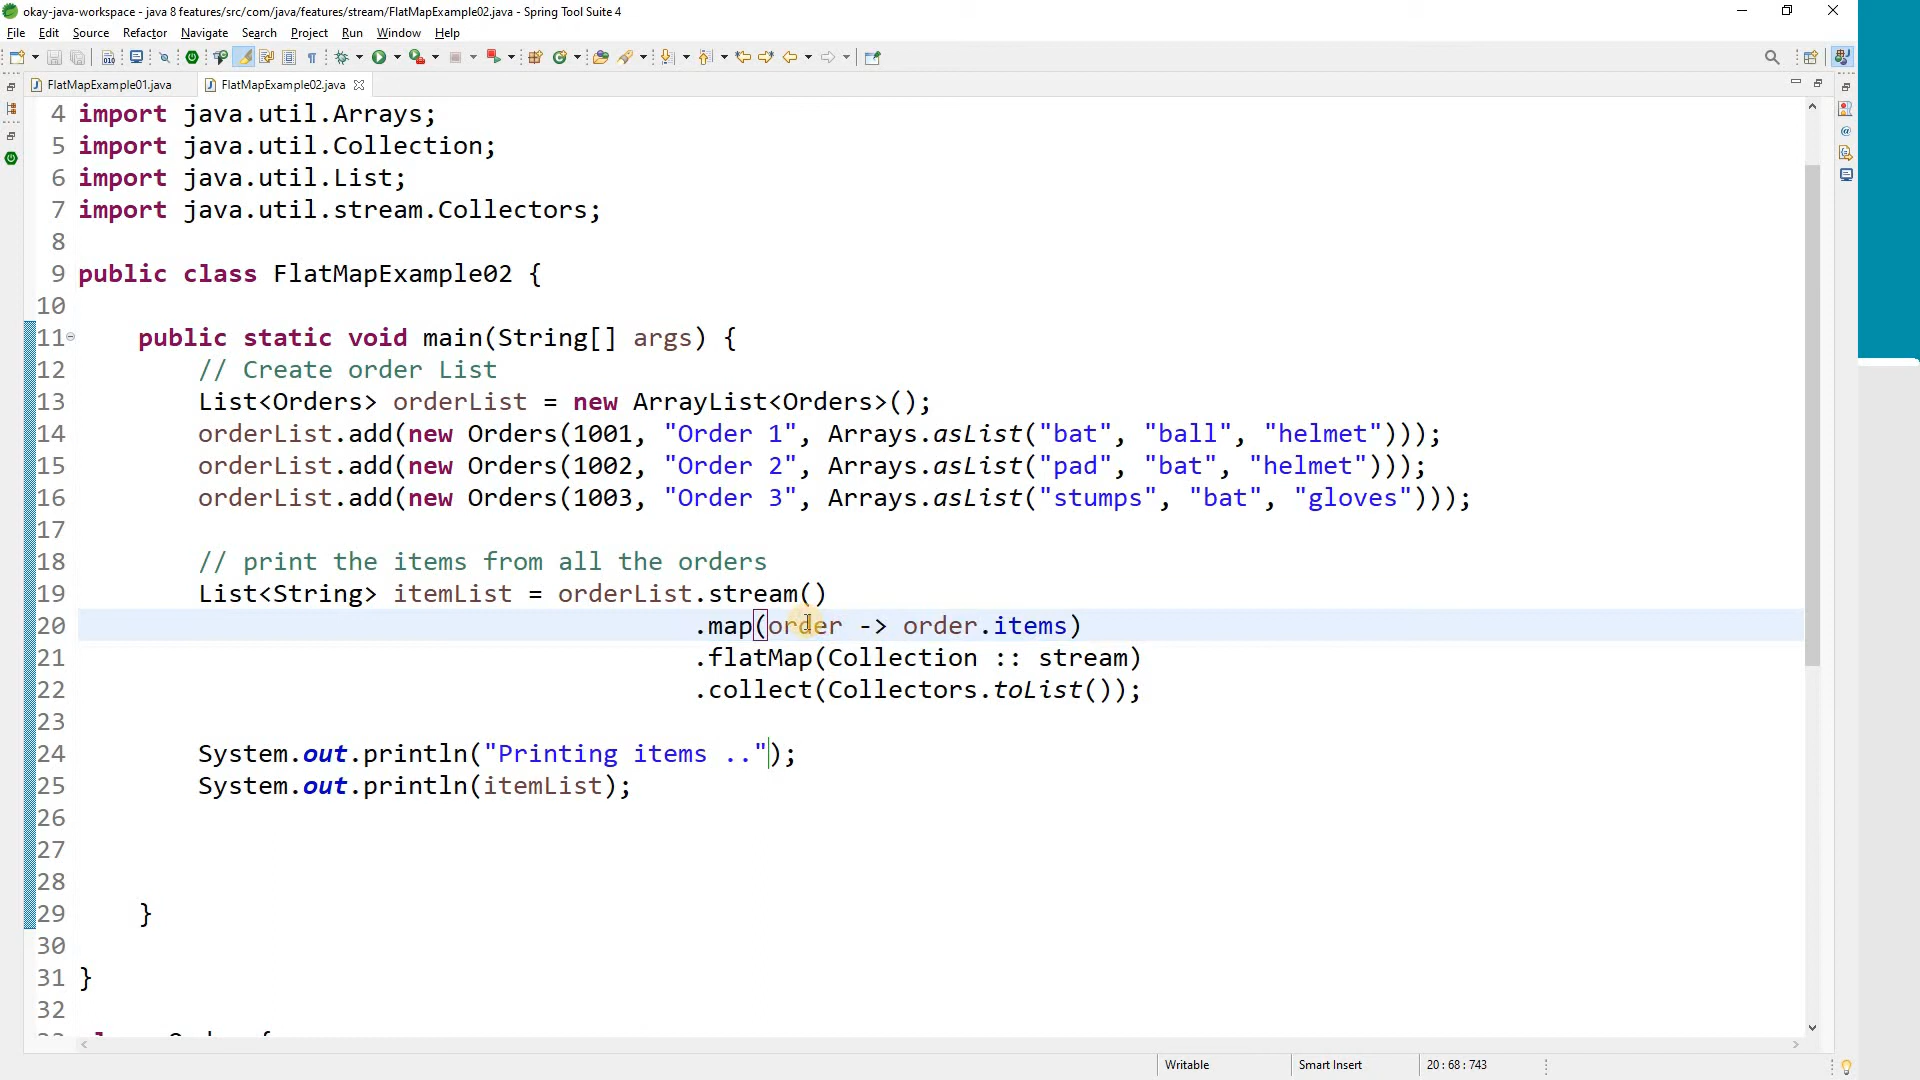 okay-java-workspace - java 8 features/src/com/java/features/stream/FlatMapExample02.java - Spring Tool Suite 4
File Edit Source Refactor Navigate Search Project Run Window Help
FlatMapExample01.java FlatMapExample02.java
4 import java.util.Arrays;
5 import java.util.Collection;
6 import java.util.List;
7 import java.util.stream.Collectors;
8
9 public class FlatMapExample02 {
10
11 public static void main(String[] args) {
12 // Create order List
13 List<Orders> orderList = new ArrayList<Orders>();
14 orderList.add(new Orders(1001, "Order 1", Arrays.asList("bat", "ball", "helmet")));
15 orderList.add(new Orders(1002, "Order 2", Arrays.asList("pad", "bat", "helmet")));
16 orderList.add(new Orders(1003, "Order 3", Arrays.asList("stumps", "bat", "gloves")));
17
18 // print the items from all the orders
19 List<String> itemList = orderList.stream()
20 .map(order -> order.items)
21 .flatMap(Collection :: stream)
22 .collect(Collectors.toList());
23
24 System.out.println("Printing items ..");
25 System.out.println(itemList);
26
27
28
29 }
30
31 }
32
Writable Smart Insert 20 : 68 : 743